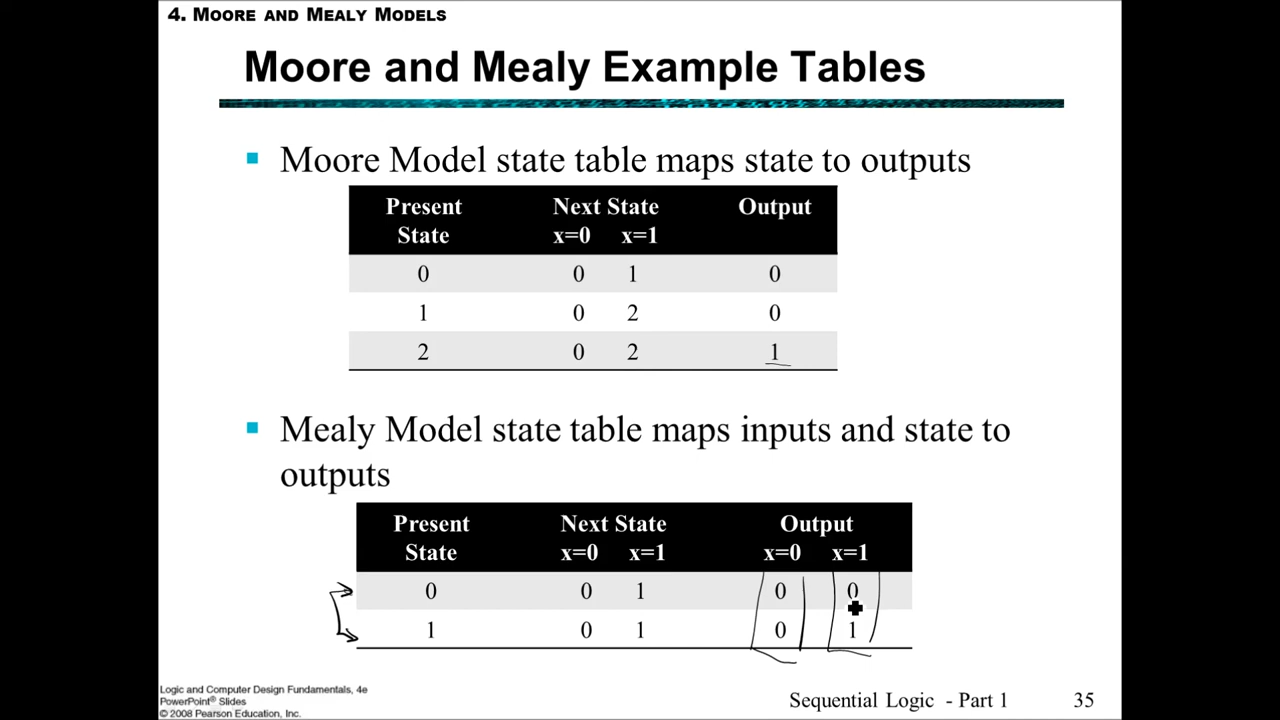 4. MOORE AND MEALY MODELS
Moore and Mealy Example Tables
Moore Model state table maps state to outputs
Present Next State Output
State x=0 x=1
0 0 1 0
1 0 2 0
2 0 2 1
Mealy Model state table maps inputs and state to
outputs
Present Next State Output
State x=0 x=1 x=0 x=1
0 0 1 0 0
1 0 1 0 1
Logic and Computer Design Fundamentals, 4e
PowerPoint® Slides
© 2008 Pearson Education, Inc.
Sequential Logic - Part 1 35